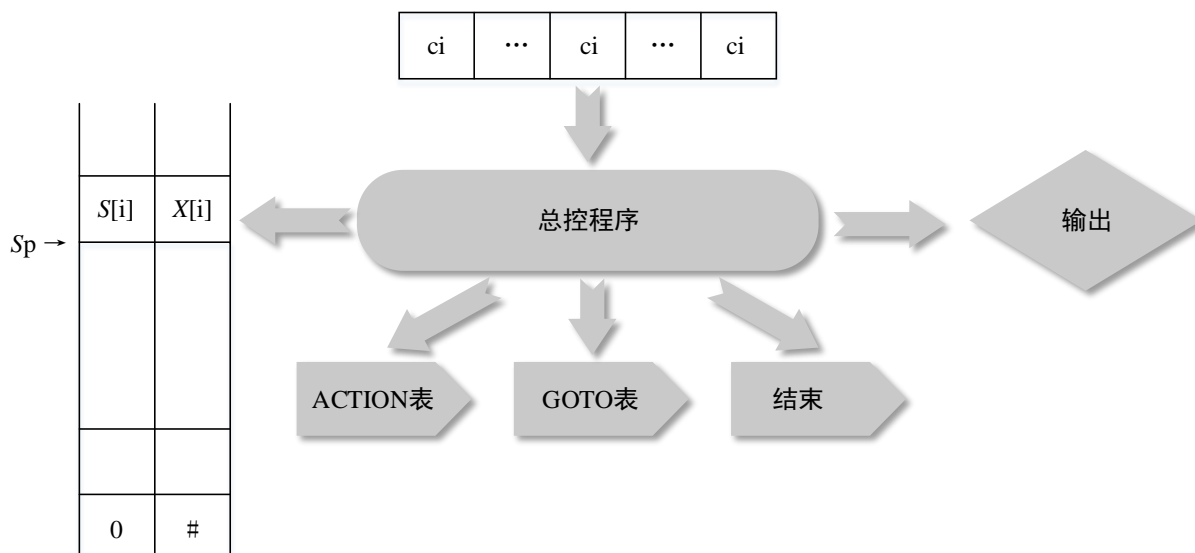 ci … ci … ci
S[i] X[i]
总控程序
输出
Sp →
ACTION表
GOTO表
结束
0 #